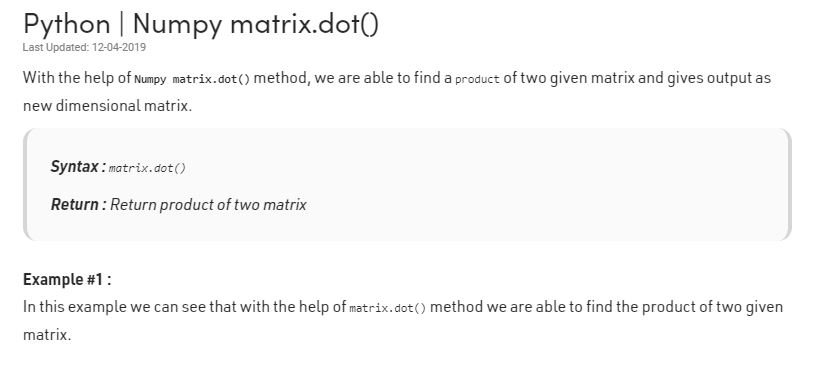 Python | Numpy matrix.dot()
Last Updated: 12-04-2019
With the help of Numpy matrix.dot() method, we are able to find a product of two given matrix and gives output as
new dimensional matrix.
Syntax : matrix.dot()
Return : Return product of two matrix
Example #1 :
In this example we can see that with the help of matrix.dot() method we are able to find the product of two given
matrix.